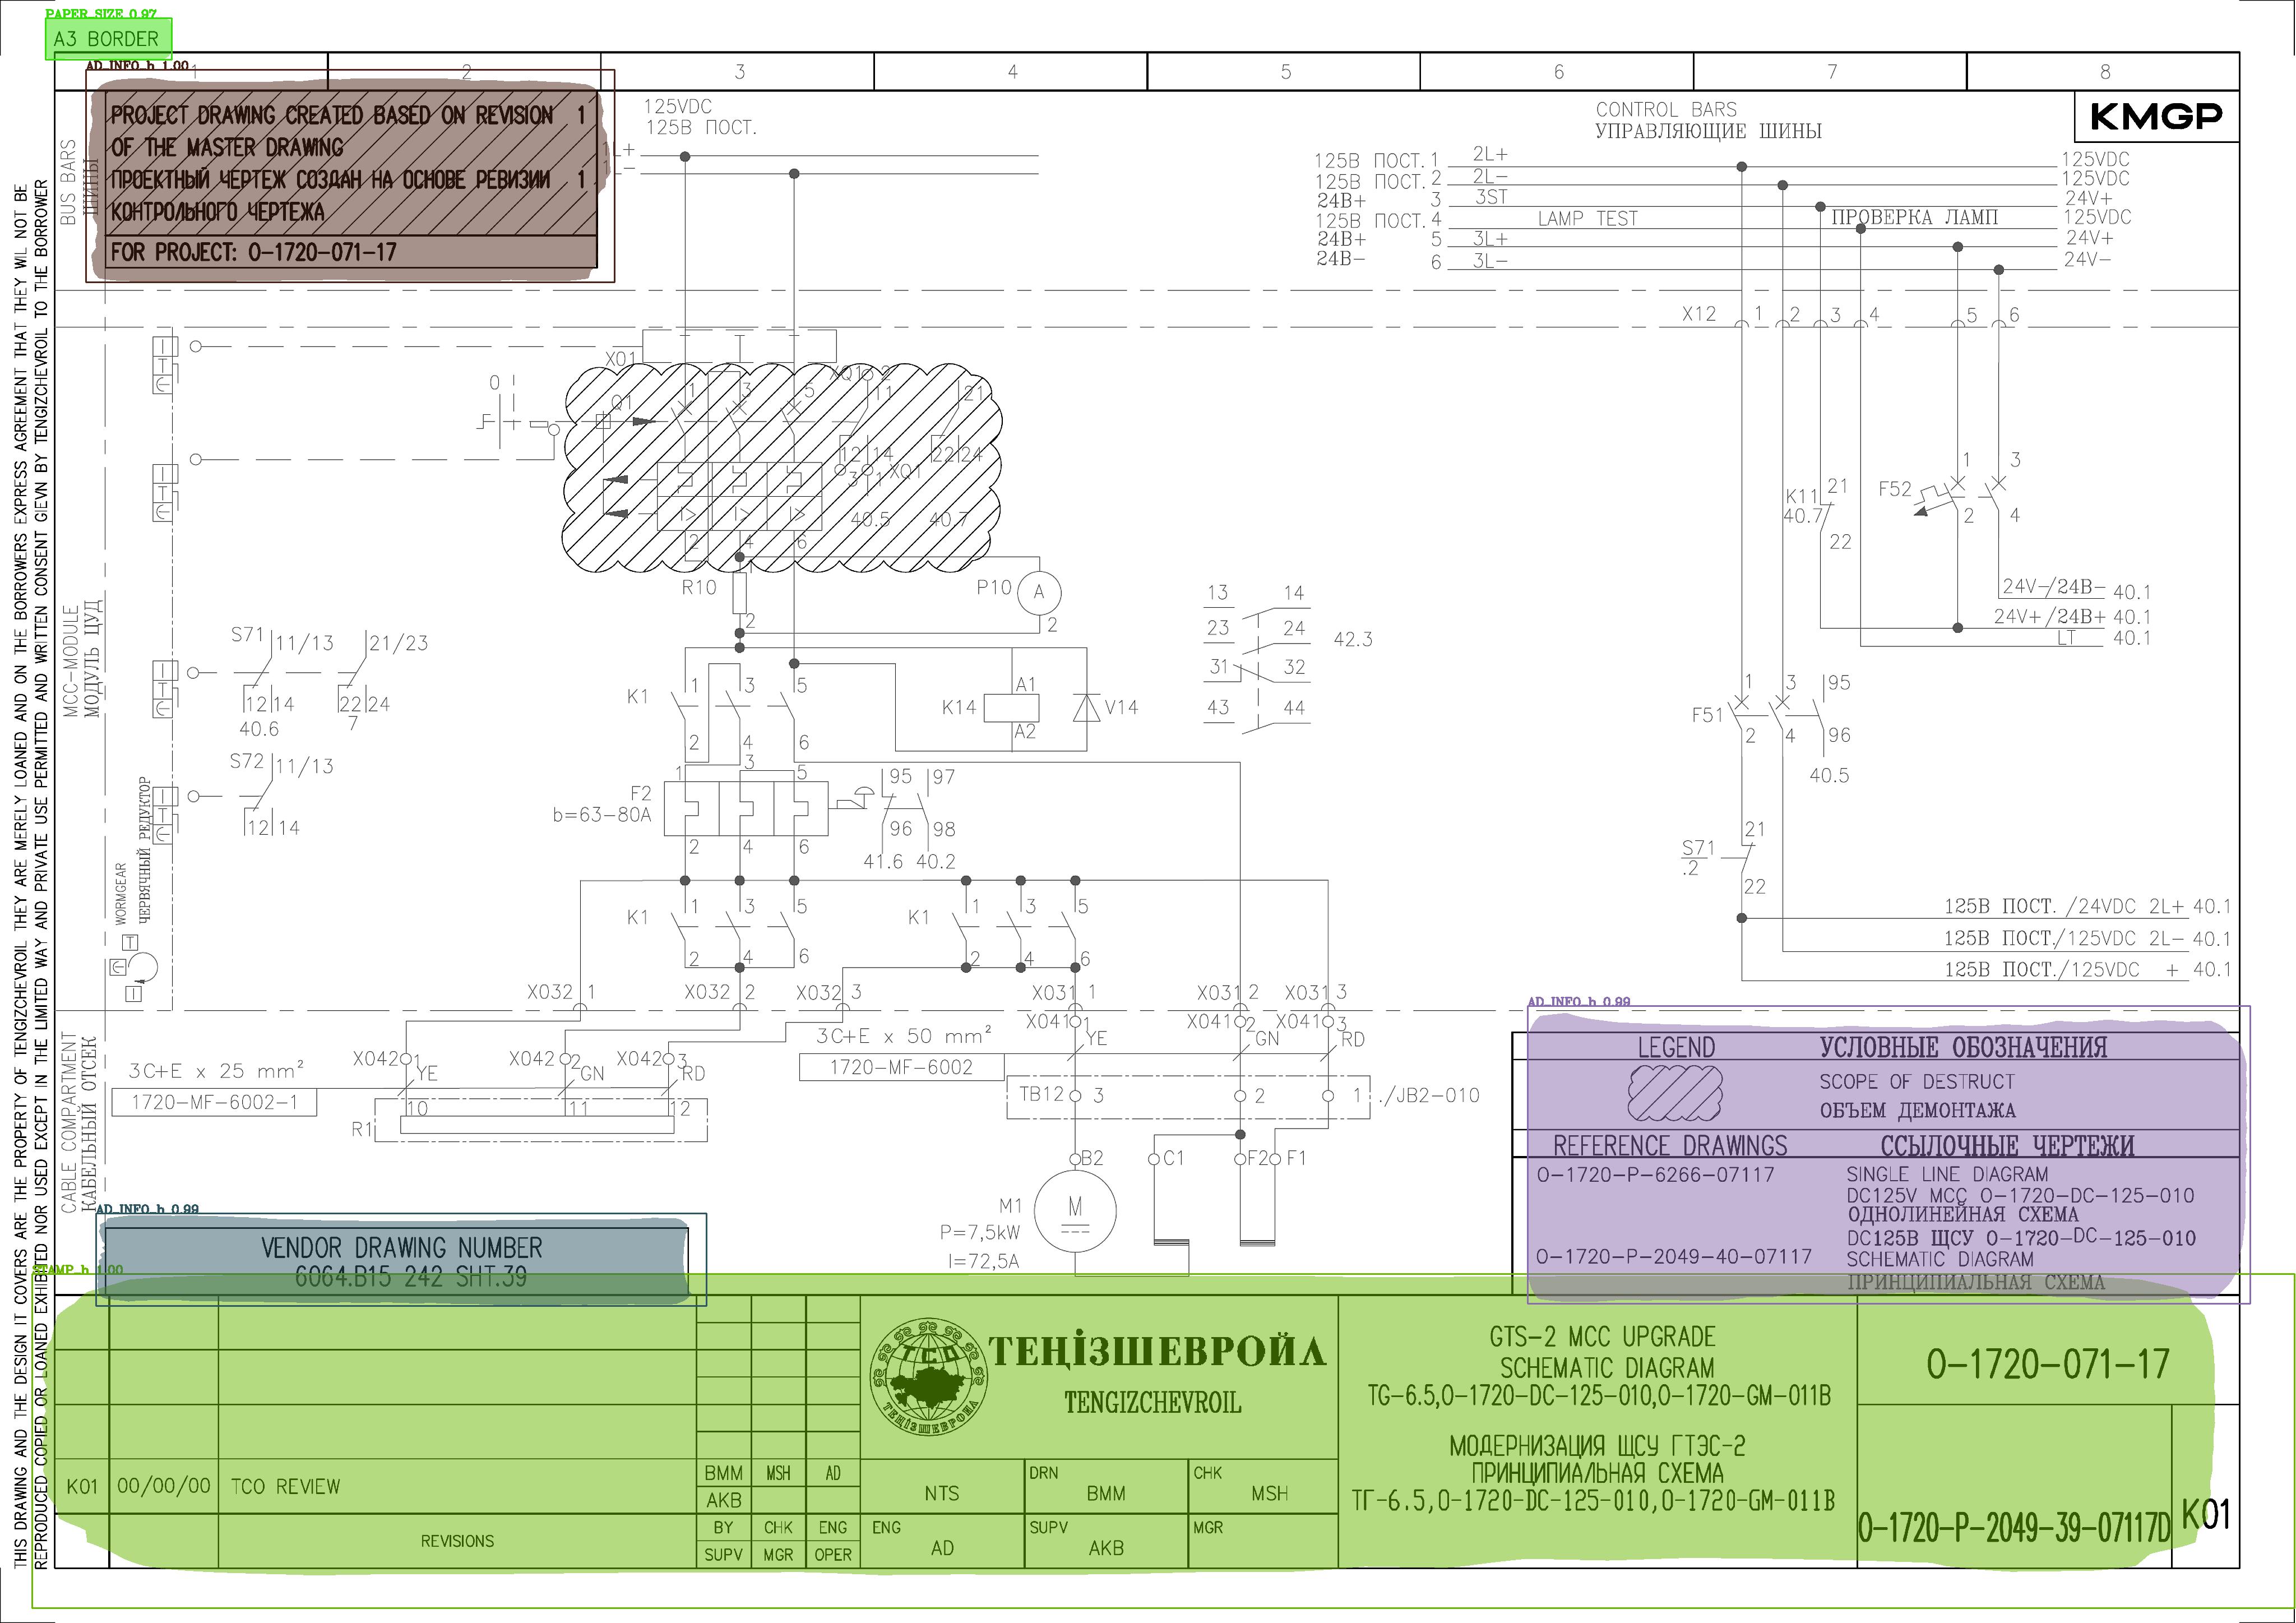 PAPER_SIZE 0.97
A3 BORDER
AD_INFO_h 1.00
1 2 3 4 5 6 7 8
PROJECT DRAWING CREATED BASED ON REVISION 1
OF THE MASTER DRAWING
ПРОЕКТНЫЙ ЧЕРТЕЖ СОЗДАН НА ОСНОВЕ РЕВИЗИИ 1
КОНТРОЛЬНОГО ЧЕРТЕЖА
FOR PROJECT: O-1720-071-17
BUS BARS
ШИНЫ
125VDC
125В ПОСТ.
L+
-
CONTROL BARS
УПРАВЛЯЮЩИЕ ШИНЫ
KMGP
125В ПОСТ. 1 2L+ 125VDC
125В ПОСТ. 2 2L- 125VDC
24В+ 3 3ST 24V+
125В ПОСТ. 4 LAMP TEST ПРОВЕРКА ЛАМП 125VDC
24В+ 5 3L+ 24V+
24В- 6 3L- 24V-
X12 1 2 3 4 5 6
X01
XQ1 2
0
Q1 1 3 5 11 21
12 14 22 24
3 1 XQ1
40.5 40.7
2 4 6
R10 1
2
P10 A
2
K11 21
40.7
22
F52 1 3
2 4
24V-/24В- 40.1
24V+/24В+ 40.1
LT 40.1
13 14
23 24
31 32
43 44
42.3
MCC-MODULE
МОДУЛЬ ЦУД
S71 11/13 21/23
12 14 22 24
40.6 7
S72 11/13
12 14
K1 1 3 5
2 4 6
K14 A1
A2
V14
F51 1 3 95
2 4 96
40.5
F2
b=63-80A
1 3 5
2 4 6
95 97
96 98
41.6 40.2
S71
.2
21
22
WORMGEAR
ЧЕРВЯЧНЫЙ РЕДУКТОР
K1 1 3 5
2 4 6
K1 1 3 5
2 4 6
125В ПОСТ. /24VDC 2L+ 40.1
125В ПОСТ./125VDC 2L- 40.1
125В ПОСТ./125VDC + 40.1
X032 1 X032 2 X032 3 X031 1 X031 2 X031 3
X041 1 X041 2 X041 3
YE GN RD
CABLE COMPARTMENT
КАБЕЛЬНЫЙ ОТСЕК
3C+E x 25 mm²
1720-MF-6002-1
X042 1 X042 2 X042 3
YE GN RD
3C+E x 50 mm²
1720-MF-6002
R1 10 11 12
TB12 3 2 1 ./JB2-010
B2 C1 F2 F1
M1 M
P=7,5kW
I=72,5A
AD_INFO_h 0.99
LEGEND УСЛОВНЫЕ ОБОЗНАЧЕНИЯ
SCOPE OF DESTRUCT
ОБЪЕМ ДЕМОНТАЖА
REFERENCE DRAWINGS ССЫЛОЧНЫЕ ЧЕРТЕЖИ
O-1720-P-6266-07117 SINGLE LINE DIAGRAM
DC125V MCC O-1720-DC-125-010
ОДНОЛИНЕЙНАЯ СХЕМА
DC125В ЩСУ O-1720-DC-125-010
O-1720-P-2049-40-07117 SCHEMATIC DIAGRAM
ПРИНЦИПИАЛЬНАЯ СХЕМА
AD_INFO_h 0.99
VENDOR DRAWING NUMBER
6064.B15 242 SHT.39
STAMP_h 1.00
THIS DRAWING AND THE DESIGN IT COVERS ARE THE PROPERTY OF TENGIZCHEVROIL THEY ARE MERELY LOANED AND ON THE BORROWERS EXPRESS AGREEMENT THAT THEY WIL NOT BE
REPRODUCED COPIED OR LOANED EXHIBITED NOR USED EXCEPT IN THE LIMITED WAY AND PRIVATE USE PERMITTED AND WRITTEN CONSENT GIEVN BY TENGIZCHEVROIL TO THE BORROWER
K01 00/00/00 TCO REVIEW
REVISIONS
BMM MSH AD
AKB
BY CHK ENG
SUPV MGR OPER
ТСО
ТЕҢІЗШЕВРОЙЛ
ТЕҢІЗШЕВРОЙЛ
TENGIZCHEVROIL
NTS
DRN BMM
CHK MSH
ENG AD
SUPV AKB
MGR
GTS-2 MCC UPGRADE
SCHEMATIC DIAGRAM
TG-6.5,O-1720-DC-125-010,O-1720-GM-011B
МОДЕРНИЗАЦИЯ ЩСУ ГТЭС-2
ПРИНЦИПИАЛЬНАЯ СХЕМА
ТГ-6.5,O-1720-DC-125-010,O-1720-GM-011B
O-1720-071-17
O-1720-P-2049-39-07117D
K01